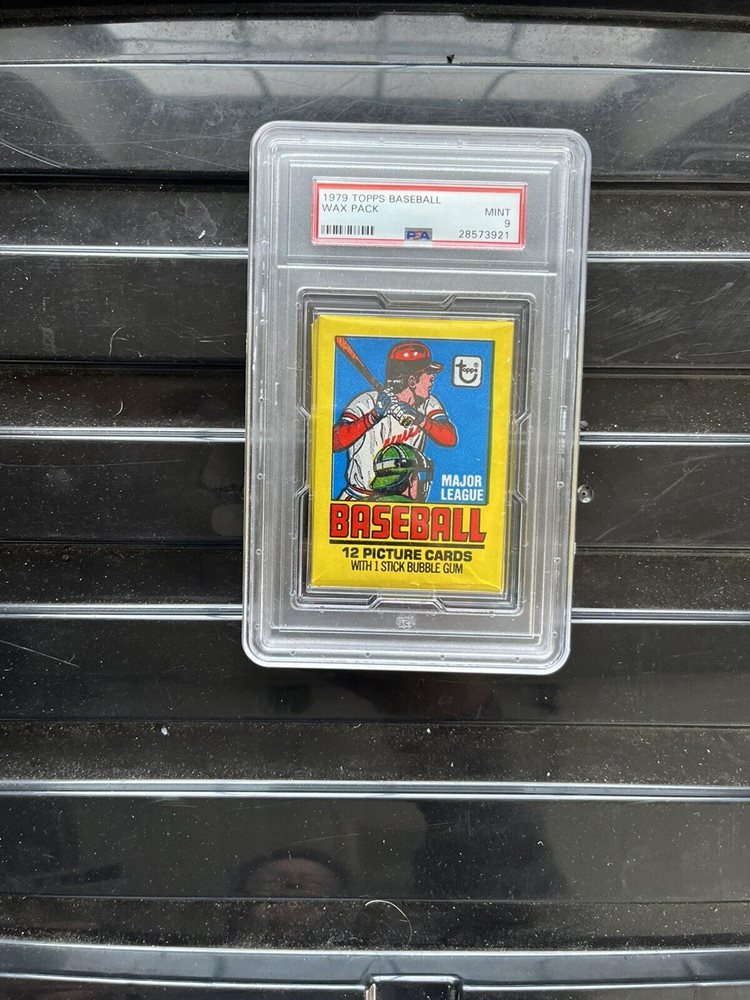 1979 TOPPS BASEBALL
WAX PACK
MINT
9
PSA
28573921
topps
MAJOR
LEAGUE
BASEBALL
12 PICTURE CARDS
WITH 1 STICK BUBBLE GUM